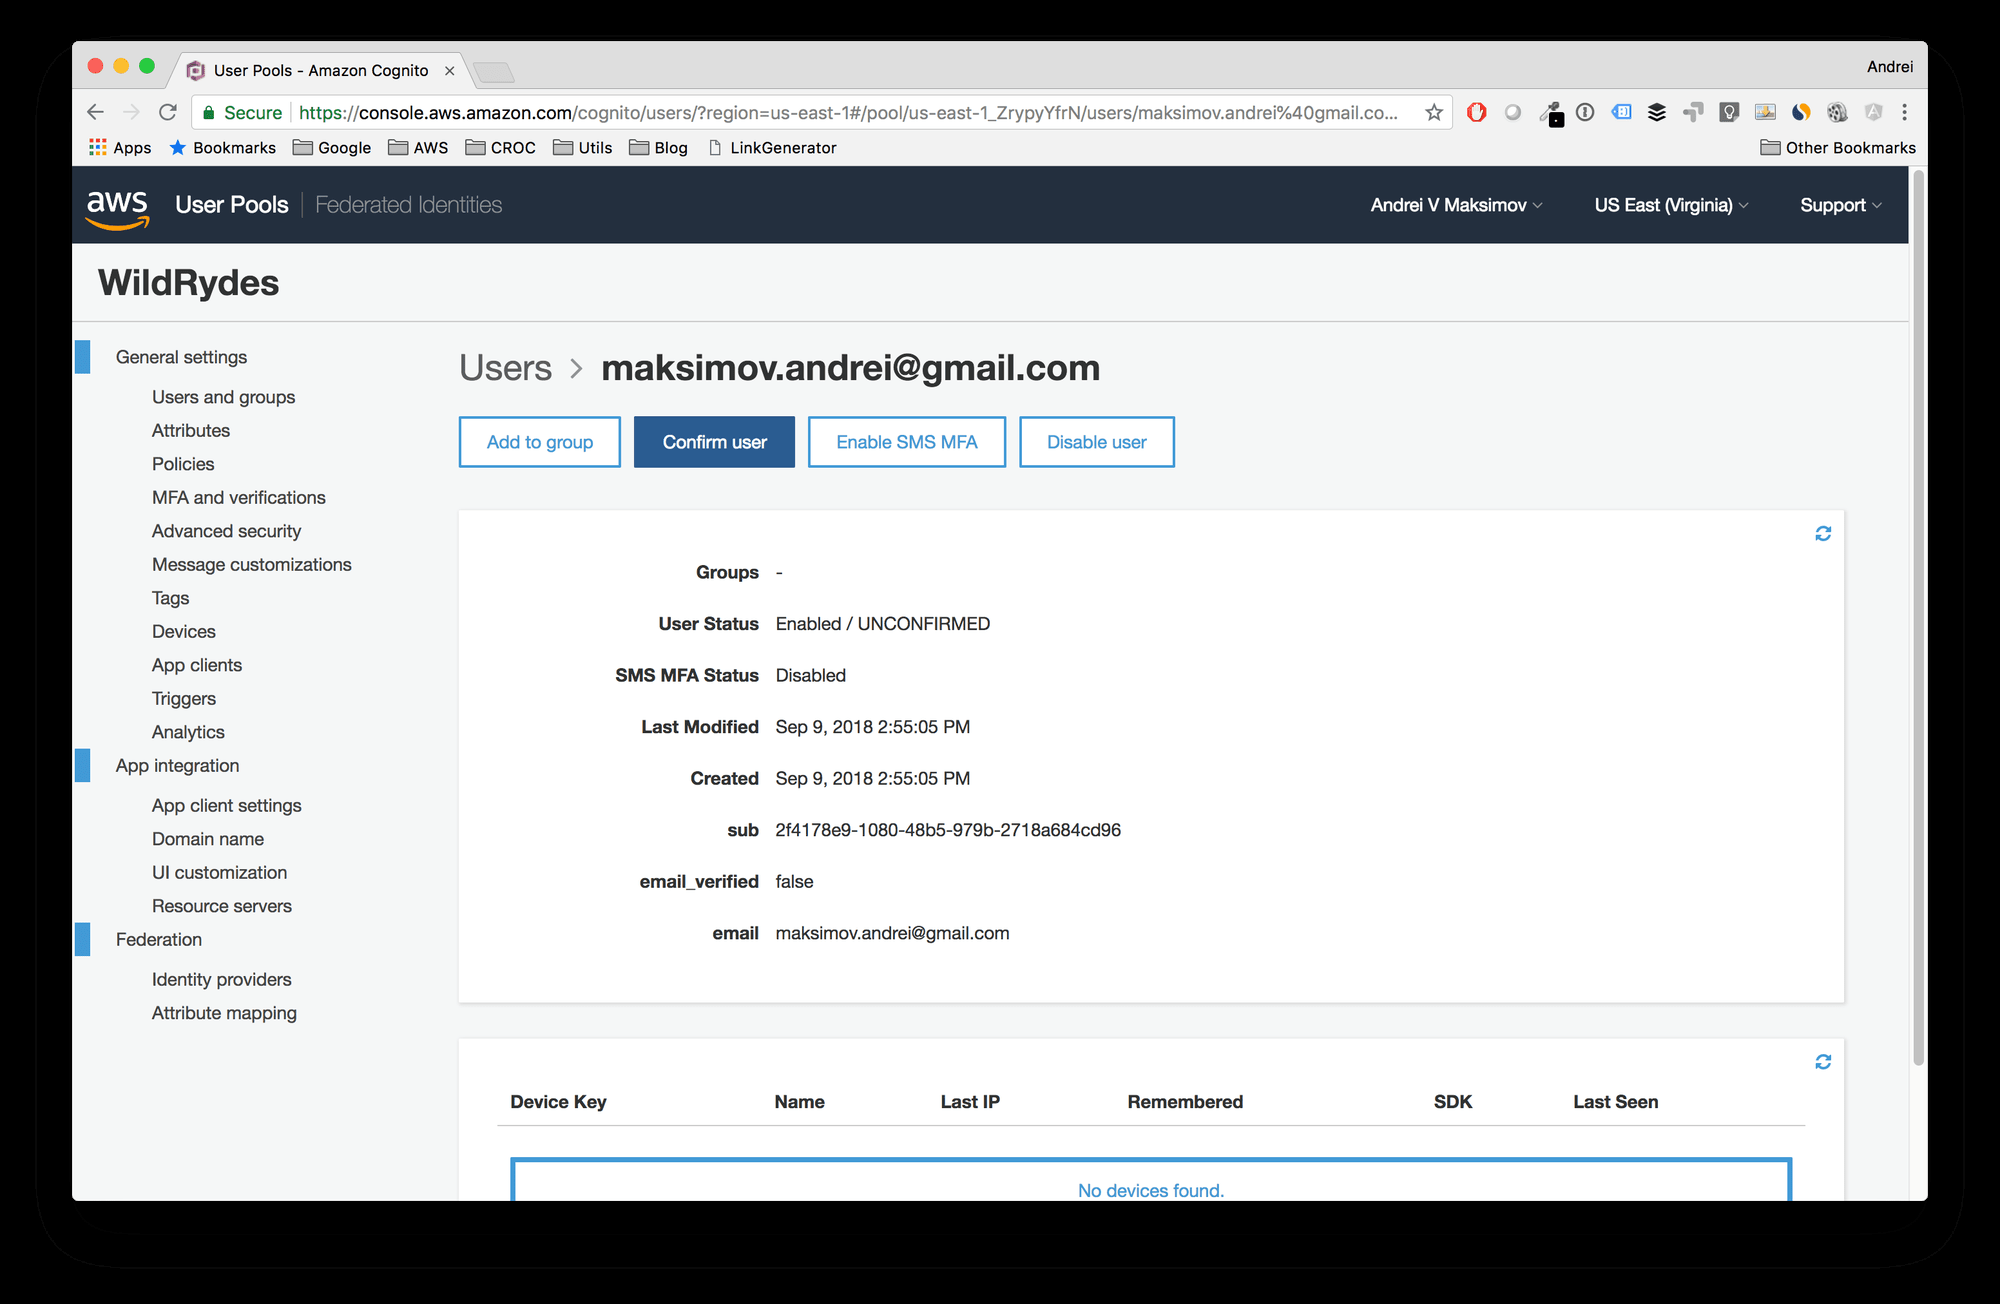 User Pools - Amazon Cognito
Andrei
Secure https://console.aws.amazon.com/cognito/users/?region=us-east-1#/pool/us-east-1_ZrypyYfrN/users/maksimov.andrei%40gmail.co...
Apps Bookmarks Google AWS CROC Utils Blog LinkGenerator Other Bookmarks
aws User Pools Federated Identities Andrei V Maksimov US East (Virginia) Support
WildRydes
General settings
Users and groups
Attributes
Policies
MFA and verifications
Advanced security
Message customizations
Tags
Devices
App clients
Triggers
Analytics
App integration
App client settings
Domain name
UI customization
Resource servers
Federation
Identity providers
Attribute mapping
Users > maksimov.andrei@gmail.com
Add to group Confirm user Enable SMS MFA Disable user
Groups -
User Status Enabled / UNCONFIRMED
SMS MFA Status Disabled
Last Modified Sep 9, 2018 2:55:05 PM
Created Sep 9, 2018 2:55:05 PM
sub 2f4178e9-1080-48b5-979b-2718a684cd96
email_verified false
email maksimov.andrei@gmail.com
Device Key Name Last IP Remembered SDK Last Seen
No devices found.